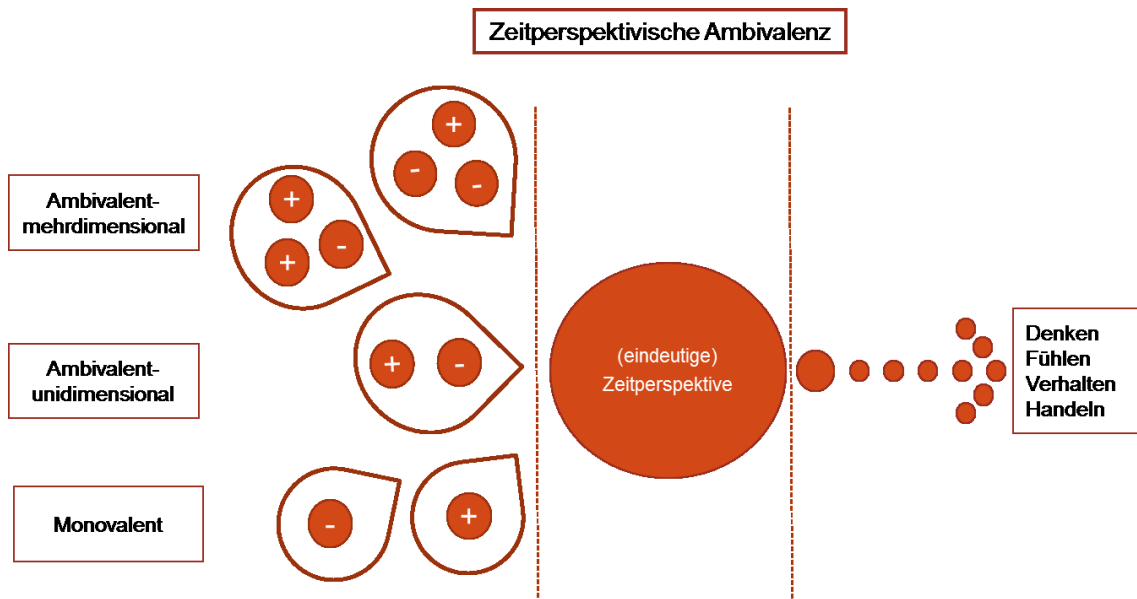 Zeitperspektivische Ambivalenz
+
-
-
Ambivalent-
mehrdimensional
+
-
+
Ambivalent-
unidimensional
+
-
(eindeutige)
Zeitperspektive
Denken
Fühlen
Verhalten
Handeln
Monovalent
-
+